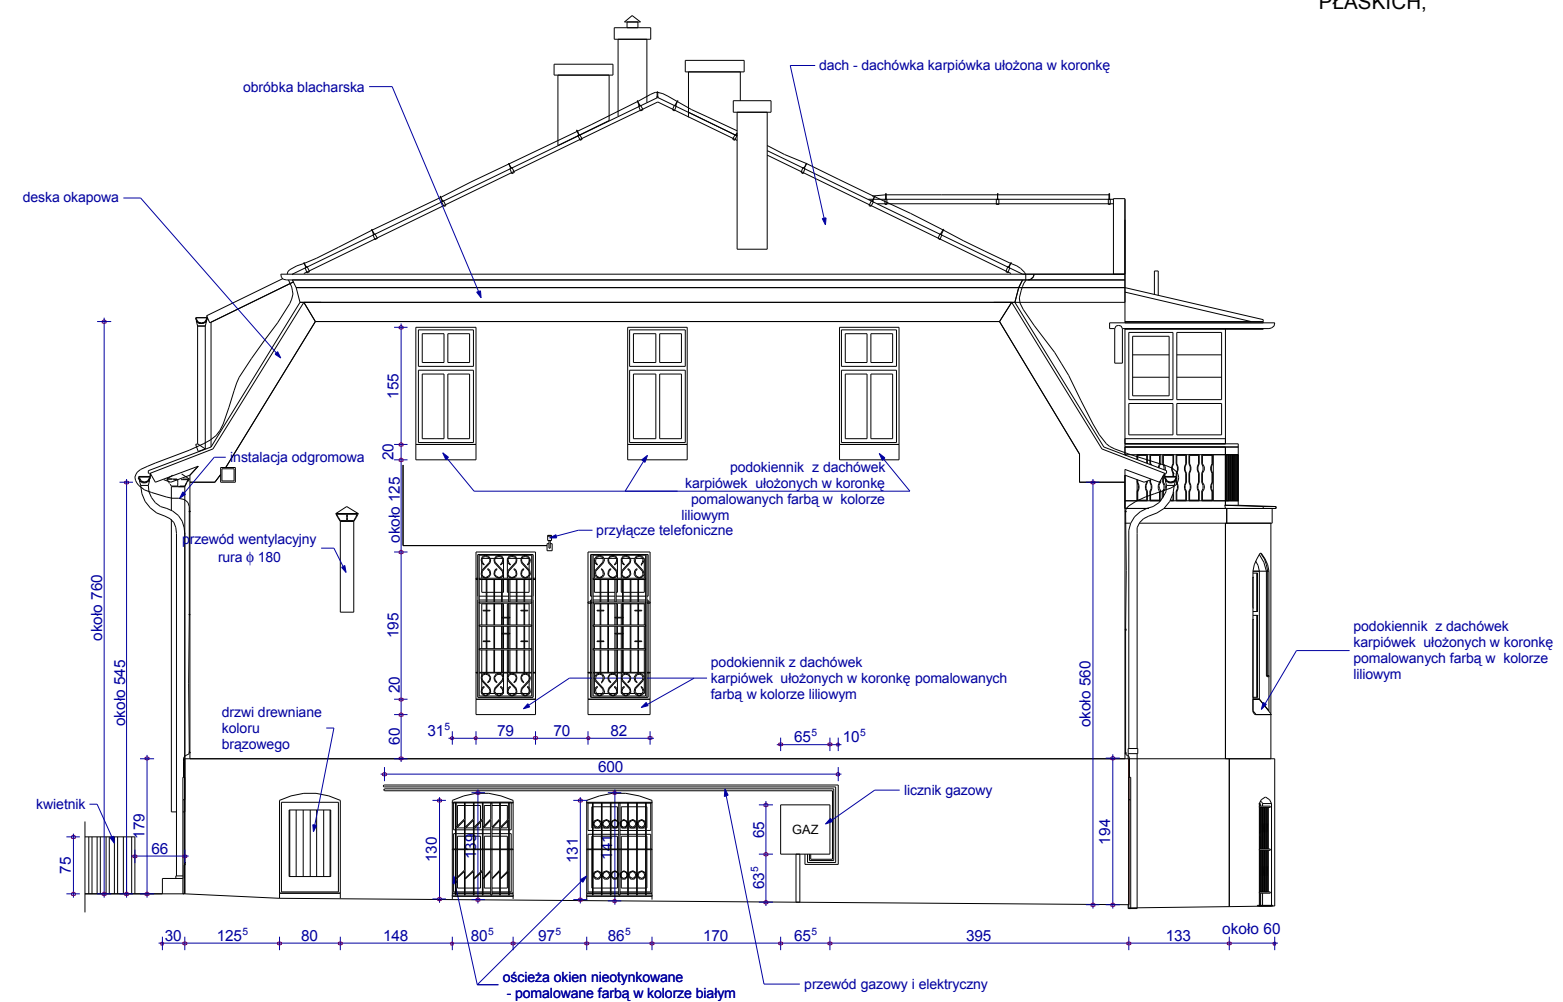 PŁASKICH,
dach - dachówka karpiówka ułożona w koronkę
obróbka blacharska
deska okapowa
instalacja odgromowa
155
20
około 125
195
20
60
podokiennik z dachówek
karpiówek ułożonych w koronkę
pomalowanych farbą w kolorze
liliowym
przyłącze telefoniczne
przewód wentylacyjny
rura ϕ 180
około 760
około 545
179
około 560
podokiennik z dachówek
karpiówek ułożonych w koronkę
pomalowanych farbą w kolorze
liliowym
podokiennik z dachówek
karpiówek ułożonych w koronkę pomalowanych
farbą w kolorze liliowym
drzwi drewniane
koloru
brązowego
31⁵ 79 70 82
65⁵ 10⁵
600
kwietnik
licznik gazowy
GAZ
75
66
130
139
131
141
65
63⁵
194
30 125⁵ 80 148 80⁵ 97⁵ 86⁵ 170 65⁵ 395 133 około 60
ościeża okien nieotynkowane
- pomalowane farbą w kolorze białym
przewód gazowy i elektryczny